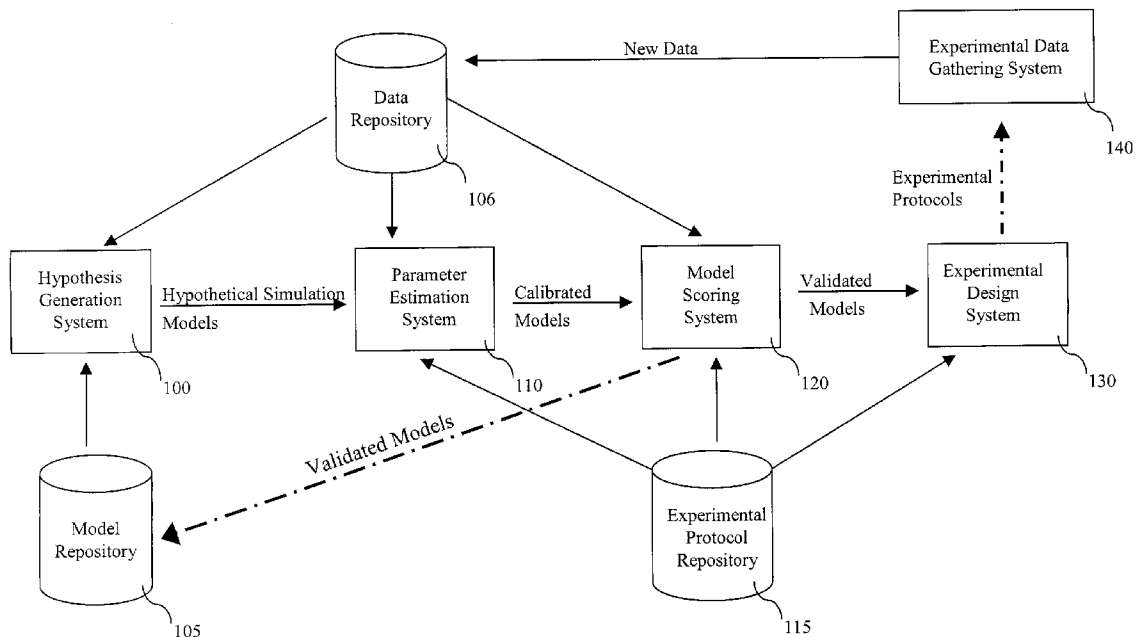 New Data
Experimental Data
Gathering System
140
Data
Repository
106
Experimental
Protocols
Hypothesis
Generation
System
100
Hypothetical Simulation
Models
Parameter
Estimation
System
110
Calibrated
Models
Model
Scoring
System
120
Validated
Models
Experimental
Design
System
130
Validated Models
Model
Repository
105
Experimental
Protocol
Repository
115